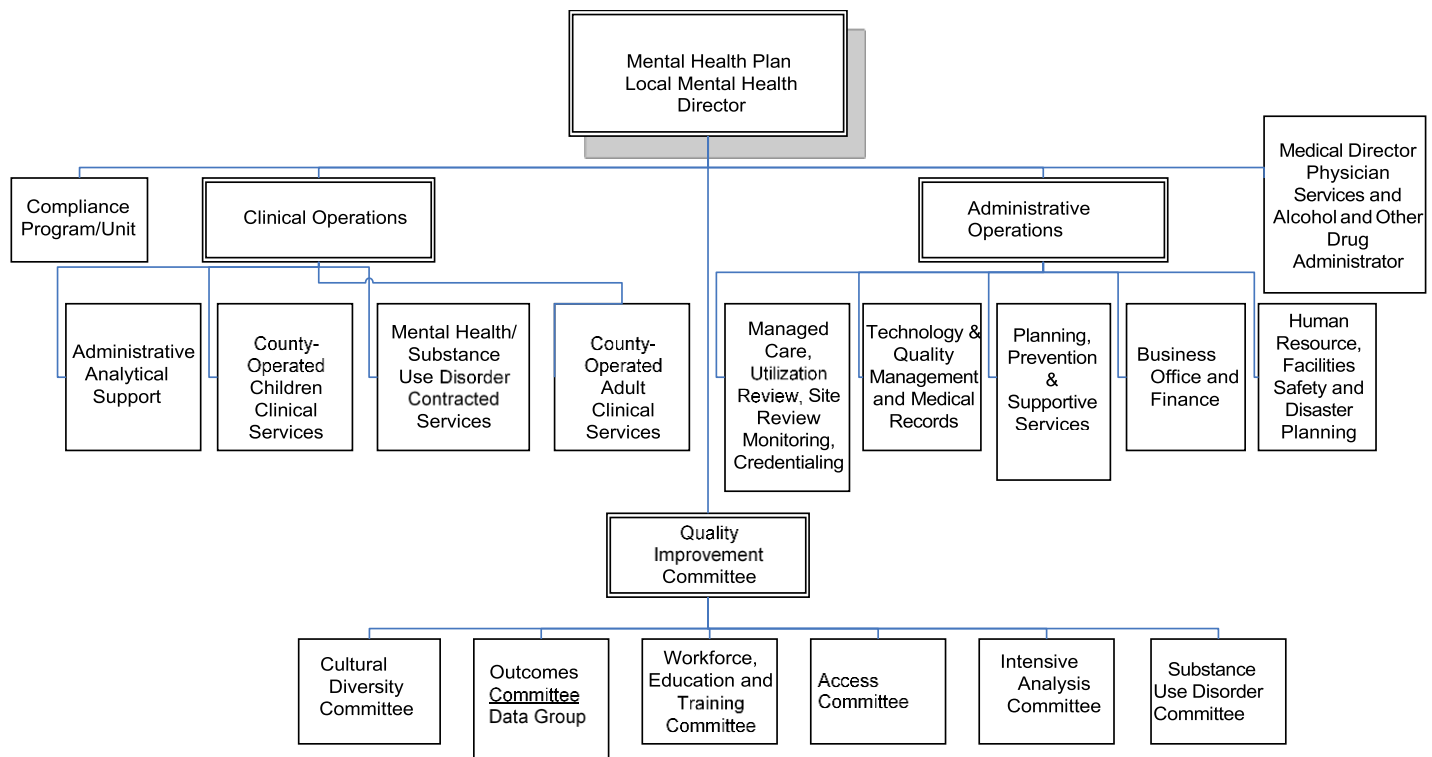 Mental Health Plan
Local Mental Health
Director
Compliance
Program/Unit
Clinical Operations
Administrative
Operations
Medical Director
Physician
Services and
Alcohol and Other
Drug
Administrator
Administrative
Analytical
Support
County-
Operated
Children
Clinical
Services
Mental Health/
Substance
Use Disorder
Contracted
Services
County-
Operated
Adult
Clinical
Services
Managed
Care,
Utilization
Review, Site
Review
Monitoring,
Credentialing
Technology &
Quality
Management
and Medical
Records
Planning,
Prevention
&
Supportive
Services
Business
Office and
Finance
Human
Resource,
Facilities
Safety and
Disaster
Planning
Quality
Improvement
Committee
Cultural
Diversity
Committee
Outcomes
Committee
Data Group
Workforce,
Education and
Training
Committee
Access
Committee
Intensive
Analysis
Committee
Substance
Use Disorder
Committee